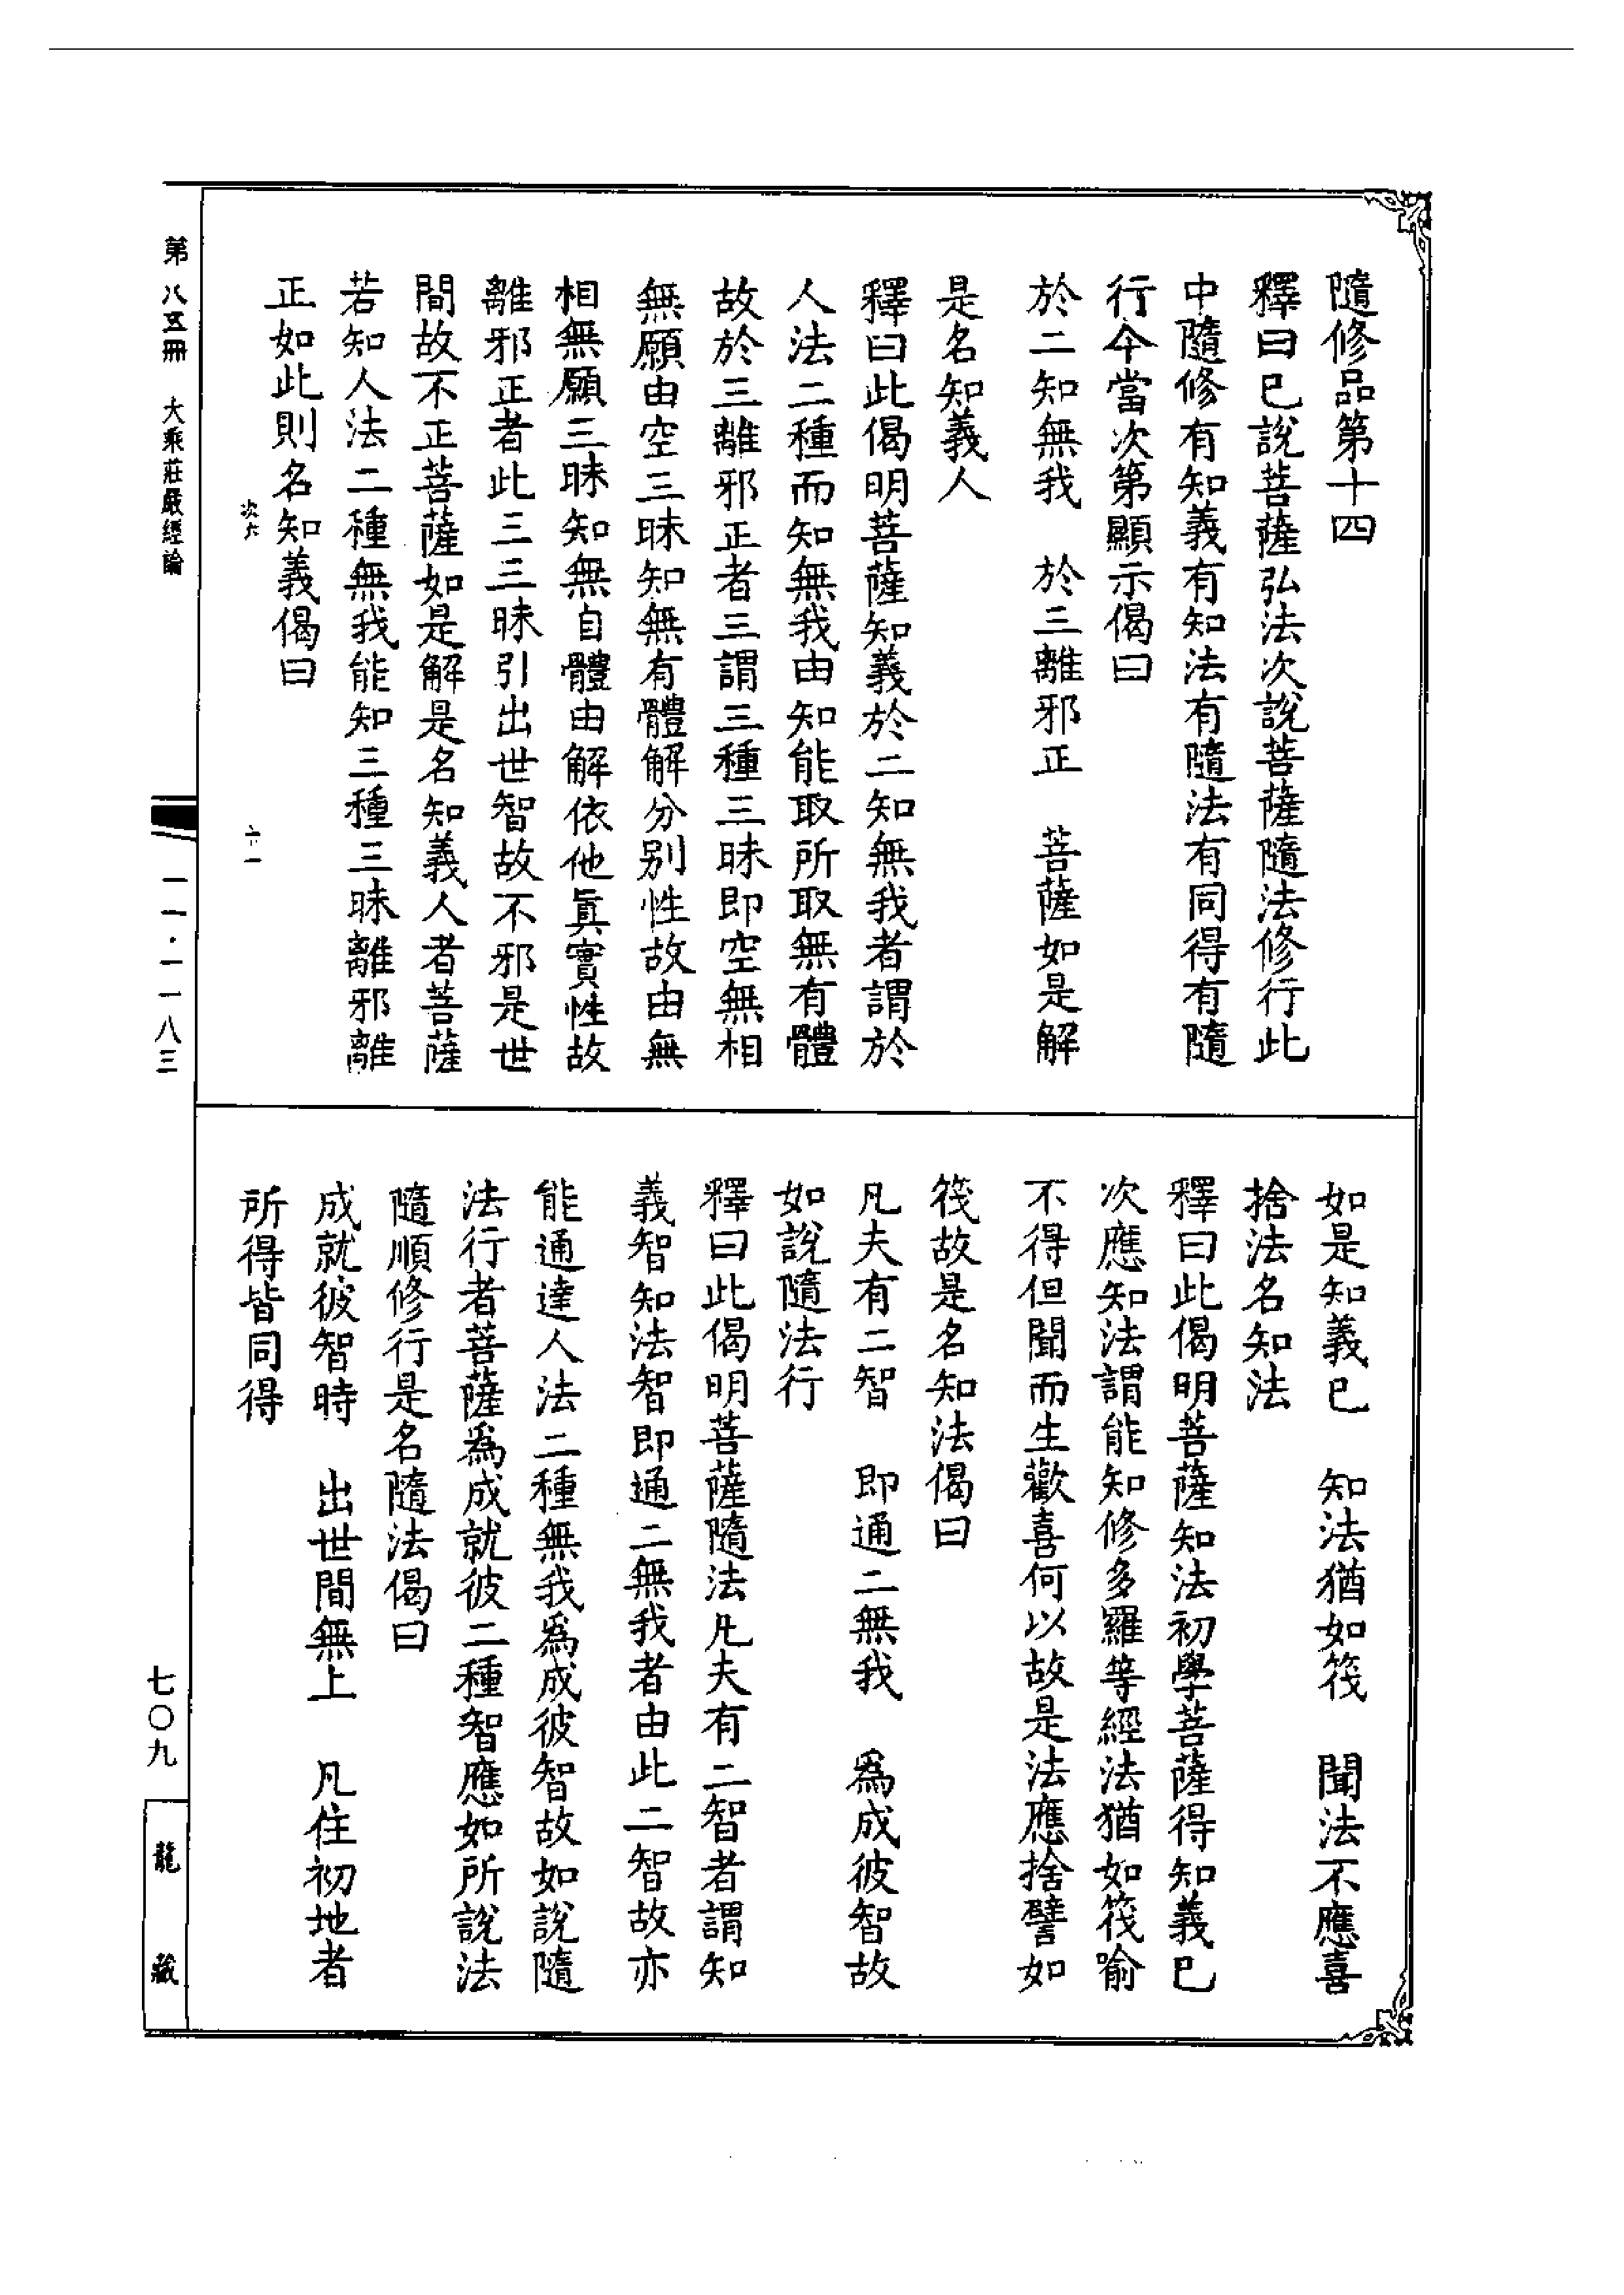 隨修品第十四
釋曰已說菩薩弘法次說菩薩隨法修行此
中隨修有知義有知法有隨法有同得有隨
行今當次第顯示偈曰
於二知無我　於三離邪正　菩薩如是解
是名知義人
釋曰此偈明菩薩知義於二知無我者謂於
人法二種而知無我由知能取所取無有體
故於三離邪正者三謂三種三昧即空無相
無願由空三昧知無有體解分別性故由無
相無願三昧知無自體由解依他真實性故
離邪正者此三三昧引出世智故不邪是世
間故不正菩薩如是解是名知義人者菩薩
若知人法二種無我能知三種三昧離邪離
正如此則名知義偈曰
次六
十一
如是知義已　知法猶如筏　聞法不應喜
捨法名知法
釋曰此偈明菩薩知法初學菩薩得知義已
次應知法謂能知修多羅等經法猶如筏喻
不得但聞而生歡喜何以故是法應捨譬如
筏故是名知法偈曰
凡夫有二智　即通二無我　為成彼智故
如說隨法行
釋曰此偈明菩薩隨法凡夫有二智者謂知
義智知法智即通二無我者由此二智故亦
能通達人法二種無我為成彼智故如說隨
法行者菩薩為成就彼二種智應如所說法
隨順修行是名隨法偈曰
成就彼智時　出世間無上　凡住初地者
所得皆同得
第八五冊　大乘莊嚴經論
一一·一一八三
七〇九
龍藏